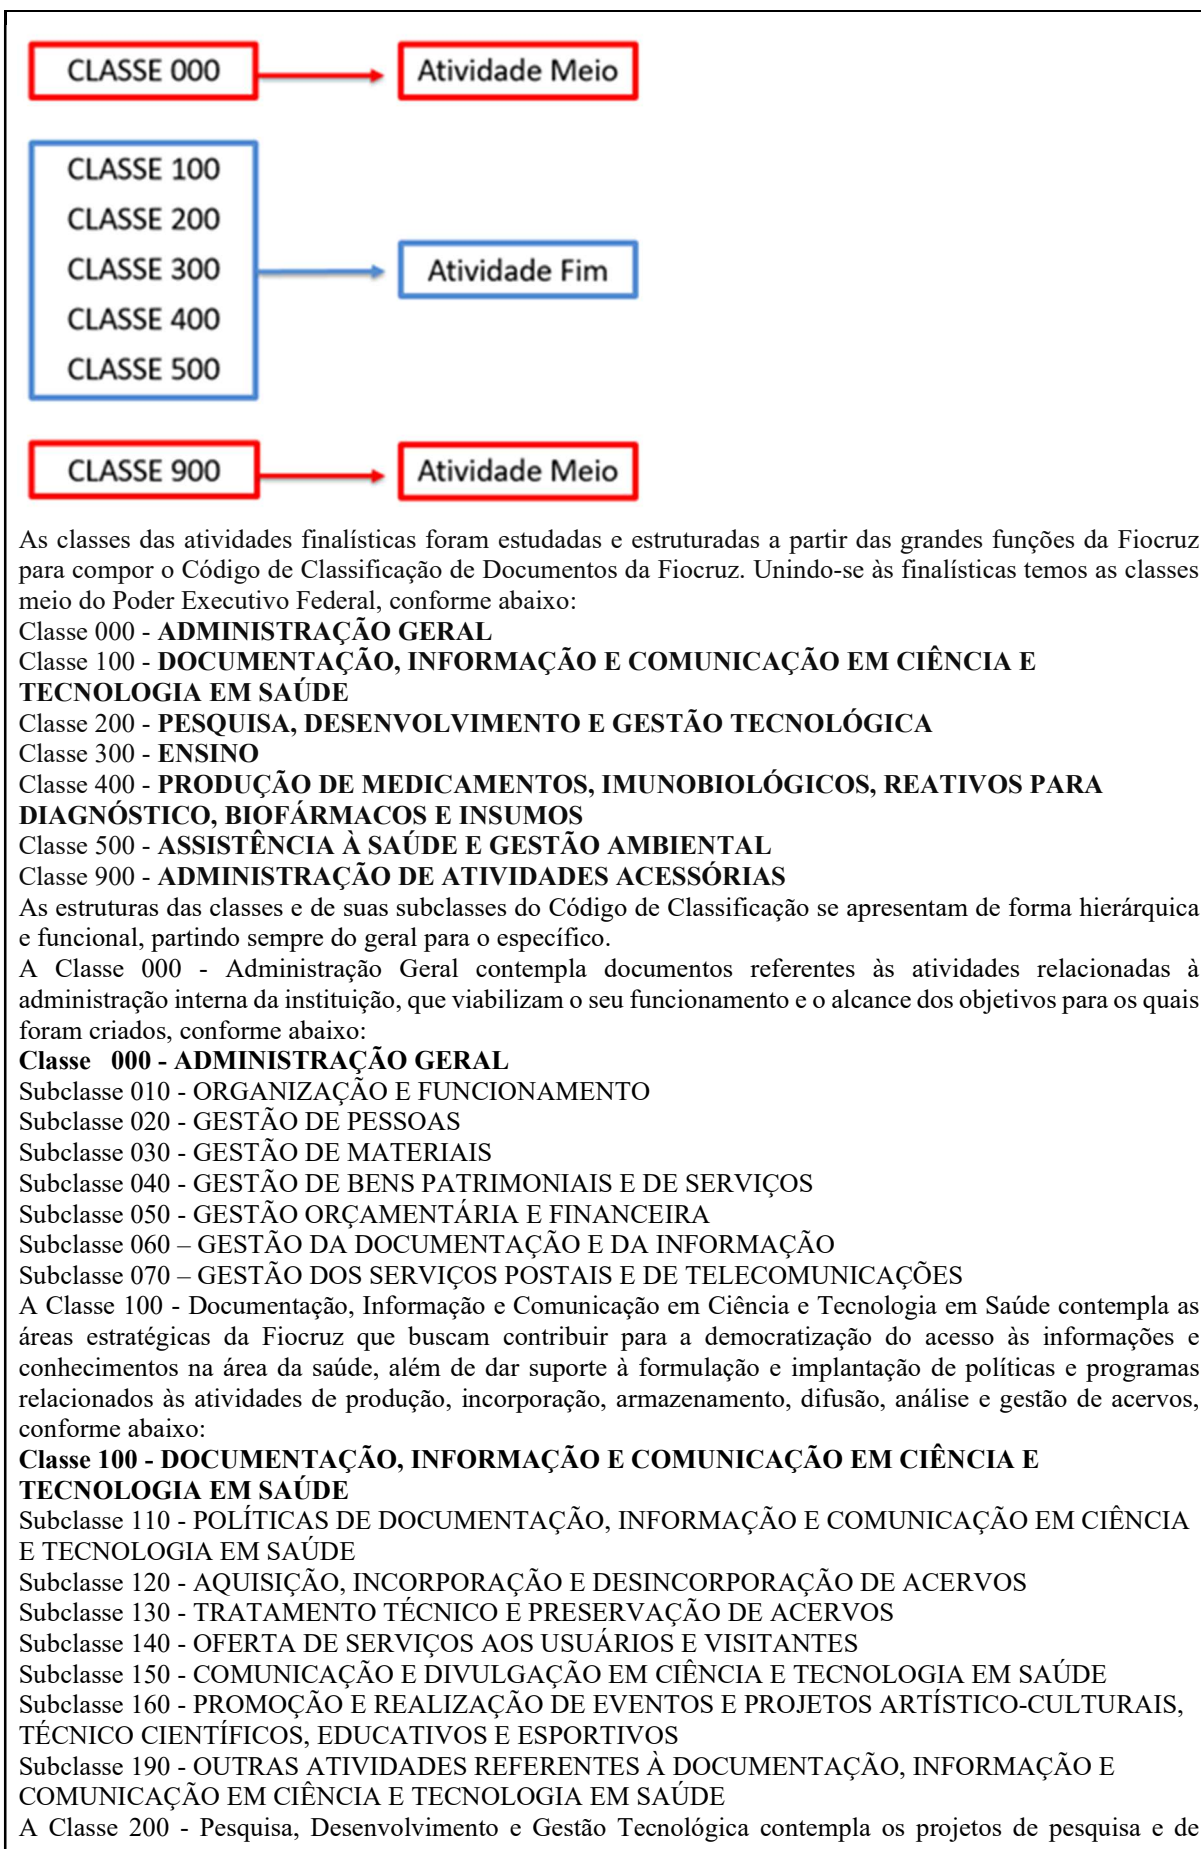 CLASSE 000
Atividade Meio
CLASSE 100
CLASSE 200
CLASSE 300
CLASSE 400
CLASSE 500
Atividade Fim
CLASSE 900
Atividade Meio
As classes das atividades finalísticas foram estudadas e estruturadas a partir das grandes funções da Fiocruz
para compor o Código de Classificação de Documentos da Fiocruz. Unindo-se às finalísticas temos as classes
meio do Poder Executivo Federal, conforme abaixo:
Classe 000 - ADMINISTRAÇÃO GERAL
Classe 100 - DOCUMENTAÇÃO, INFORMAÇÃO E COMUNICAÇÃO EM CIÊNCIA E
TECNOLOGIA EM SAÚDE
Classe 200 - PESQUISA, DESENVOLVIMENTO E GESTÃO TECNOLÓGICA
Classe 300 - ENSINO
Classe 400 - PRODUÇÃO DE MEDICAMENTOS, IMUNOBIOLÓGICOS, REATIVOS PARA
DIAGNÓSTICO, BIOFÁRMACOS E INSUMOS
Classe 500 - ASSISTÊNCIA À SAÚDE E GESTÃO AMBIENTAL
Classe 900 - ADMINISTRAÇÃO DE ATIVIDADES ACESSÓRIAS
As estruturas das classes e de suas subclasses do Código de Classificação se apresentam de forma hierárquica
e funcional, partindo sempre do geral para o específico.
A Classe 000 - Administração Geral contempla documentos referentes às atividades relacionadas à
administração interna da instituição, que viabilizam o seu funcionamento e o alcance dos objetivos para os quais
foram criados, conforme abaixo:
Classe 000 - ADMINISTRAÇÃO GERAL
Subclasse 010 - ORGANIZAÇÃO E FUNCIONAMENTO
Subclasse 020 - GESTÃO DE PESSOAS
Subclasse 030 - GESTÃO DE MATERIAIS
Subclasse 040 - GESTÃO DE BENS PATRIMONIAIS E DE SERVIÇOS
Subclasse 050 - GESTÃO ORÇAMENTÁRIA E FINANCEIRA
Subclasse 060 – GESTÃO DA DOCUMENTAÇÃO E DA INFORMAÇÃO
Subclasse 070 – GESTÃO DOS SERVIÇOS POSTAIS E DE TELECOMUNICAÇÕES
A Classe 100 - Documentação, Informação e Comunicação em Ciência e Tecnologia em Saúde contempla as
áreas estratégicas da Fiocruz que buscam contribuir para a democratização do acesso às informações e
conhecimentos na área da saúde, além de dar suporte à formulação e implantação de políticas e programas
relacionados às atividades de produção, incorporação, armazenamento, difusão, análise e gestão de acervos,
conforme abaixo:
Classe 100 - DOCUMENTAÇÃO, INFORMAÇÃO E COMUNICAÇÃO EM CIÊNCIA E
TECNOLOGIA EM SAÚDE
Subclasse 110 - POLÍTICAS DE DOCUMENTAÇÃO, INFORMAÇÃO E COMUNICAÇÃO EM CIÊNCIA
E TECNOLOGIA EM SAÚDE
Subclasse 120 - AQUISIÇÃO, INCORPORAÇÃO E DESINCORPORAÇÃO DE ACERVOS
Subclasse 130 - TRATAMENTO TÉCNICO E PRESERVAÇÃO DE ACERVOS
Subclasse 140 - OFERTA DE SERVIÇOS AOS USUÁRIOS E VISITANTES
Subclasse 150 - COMUNICAÇÃO E DIVULGAÇÃO EM CIÊNCIA E TECNOLOGIA EM SAÚDE
Subclasse 160 - PROMOÇÃO E REALIZAÇÃO DE EVENTOS E PROJETOS ARTÍSTICO-CULTURAIS,
TÉCNICO CIENTÍFICOS, EDUCATIVOS E ESPORTIVOS
Subclasse 190 - OUTRAS ATIVIDADES REFERENTES À DOCUMENTAÇÃO, INFORMAÇÃO E
COMUNICAÇÃO EM CIÊNCIA E TECNOLOGIA EM SAÚDE
A Classe 200 - Pesquisa, Desenvolvimento e Gestão Tecnológica contempla os projetos de pesquisa e de